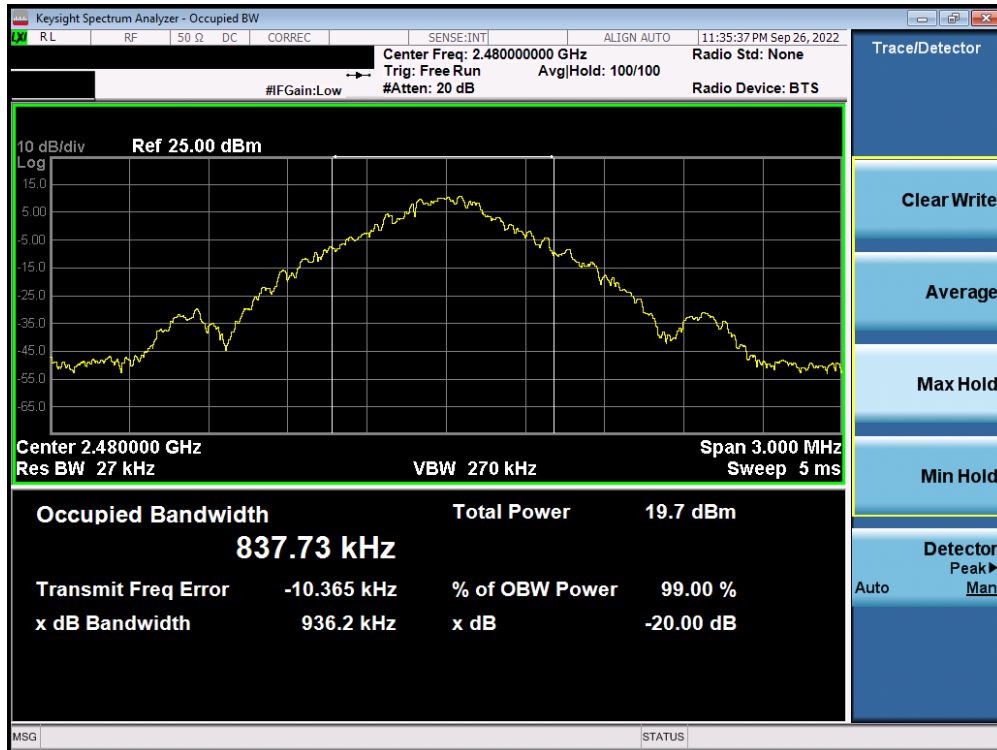 Keysight Spectrum Analyzer - Occupied BW
LXI RL RF 50 Ω DC CORREC SENSE:INT ALIGN AUTO 11:35:37 PM Sep 26, 2022
Center Freq: 2.480000000 GHz Radio Std: None
Trig: Free Run Avg|Hold: 100/100
#IFGain:Low #Atten: 20 dB Radio Device: BTS
Trace/Detector
10 dB/div Ref 25.00 dBm
Log
15.0
5.00
-5.00
-15.0
-25.0
-35.0
-45.0
-55.0
-65.0
Center 2.480000 GHz Span 3.000 MHz
Res BW 27 kHz VBW 270 kHz Sweep 5 ms
Occupied Bandwidth Total Power 19.7 dBm
837.73 kHz
Transmit Freq Error -10.365 kHz % of OBW Power 99.00 %
x dB Bandwidth 936.2 kHz x dB -20.00 dB
Clear Write
Average
Max Hold
Min Hold
Detector
Peak▶
Auto Man
MSG STATUS